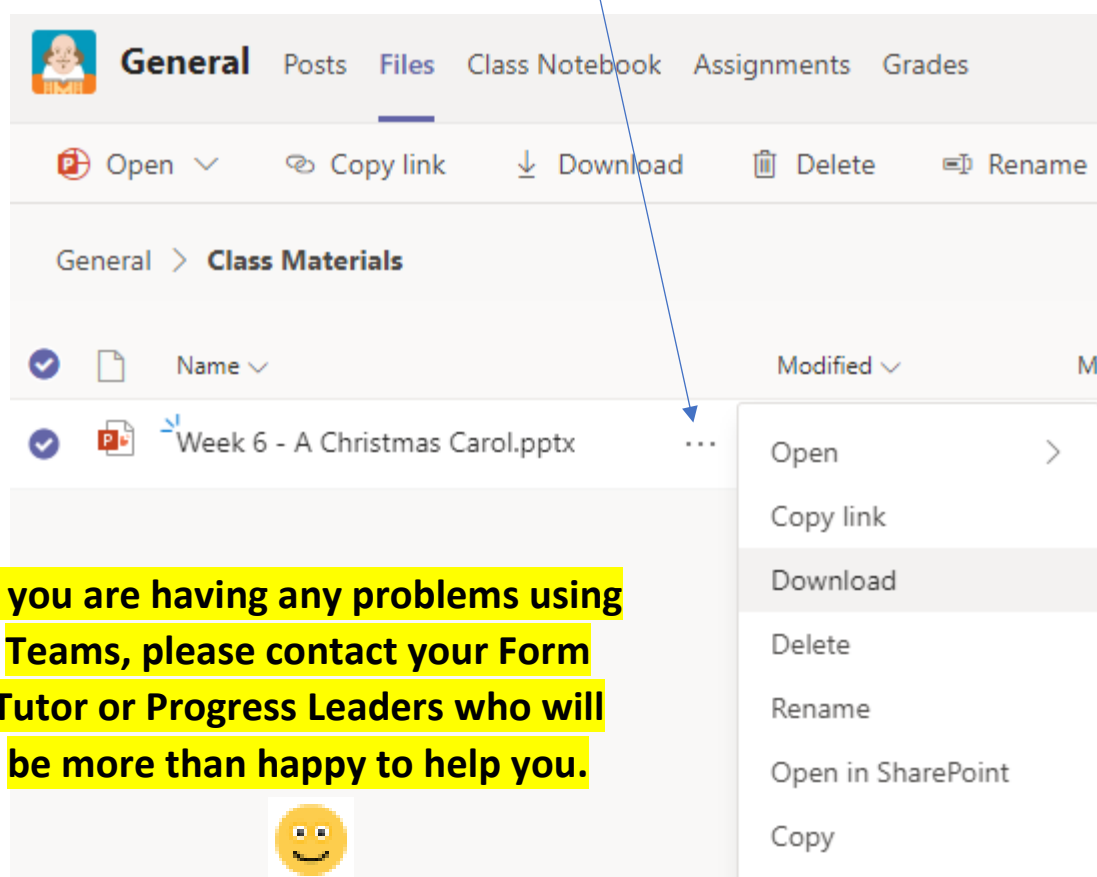 General Posts Files Class Notebook Assignments Grades
Open Copy link Download Delete Rename
General > Class Materials
Name Modified M
Week 6 - A Christmas Carol.pptx ...
Open >
Copy link
Download
Delete
Rename
Open in SharePoint
Copy
you are having any problems using
Teams, please contact your Form
Tutor or Progress Leaders who will
be more than happy to help you.